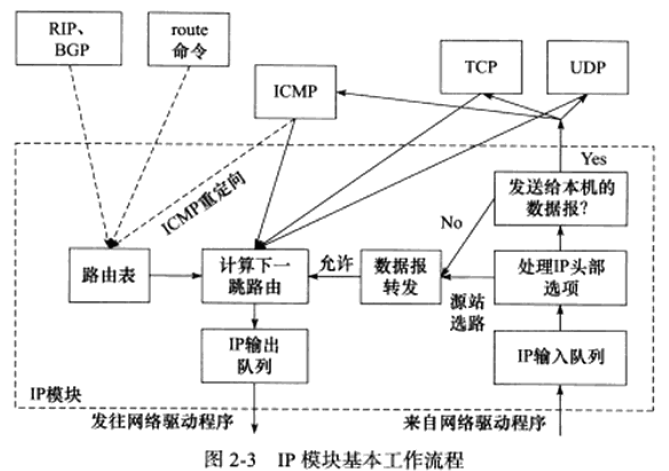 RIP、
BGP
route
命令
ICMP
TCP
UDP
Yes
发送给本机的
数据报?
No
ICMP重定向
路由表
计算下一
跳路由
允许
数据报
转发
源站
选路
处理IP头部
选项
IP输出
队列
IP输入队列
IP模块
发往网络驱动程序
来自网络驱动程序
图 2-3 IP 模块基本工作流程